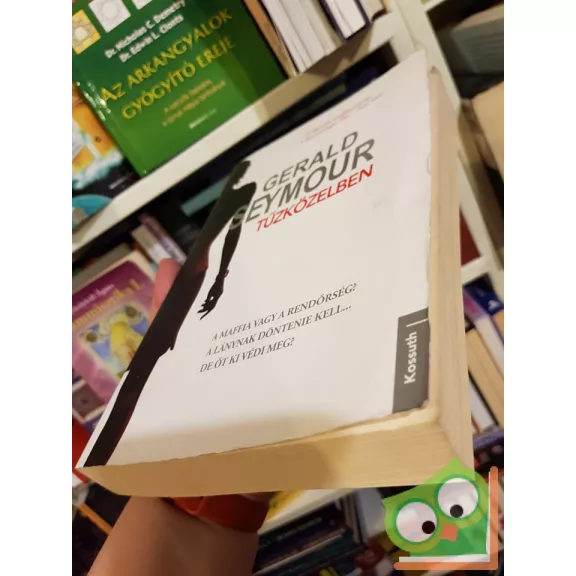 Dr. Nicholas C. Demetry
Dr. Edwin L. Clonts
AZ ARKANGYALOK
GYÓGYÍTÓ EREJE
GERALD
SEYMOUR
TŰZKÖZELBEN
A MAFFIA VAGY A RENDŐRSÉG?
A LÁNYNAK DÖNTENIE KELL...
DE ŐT KI VÉDI MEG?
Kossuth